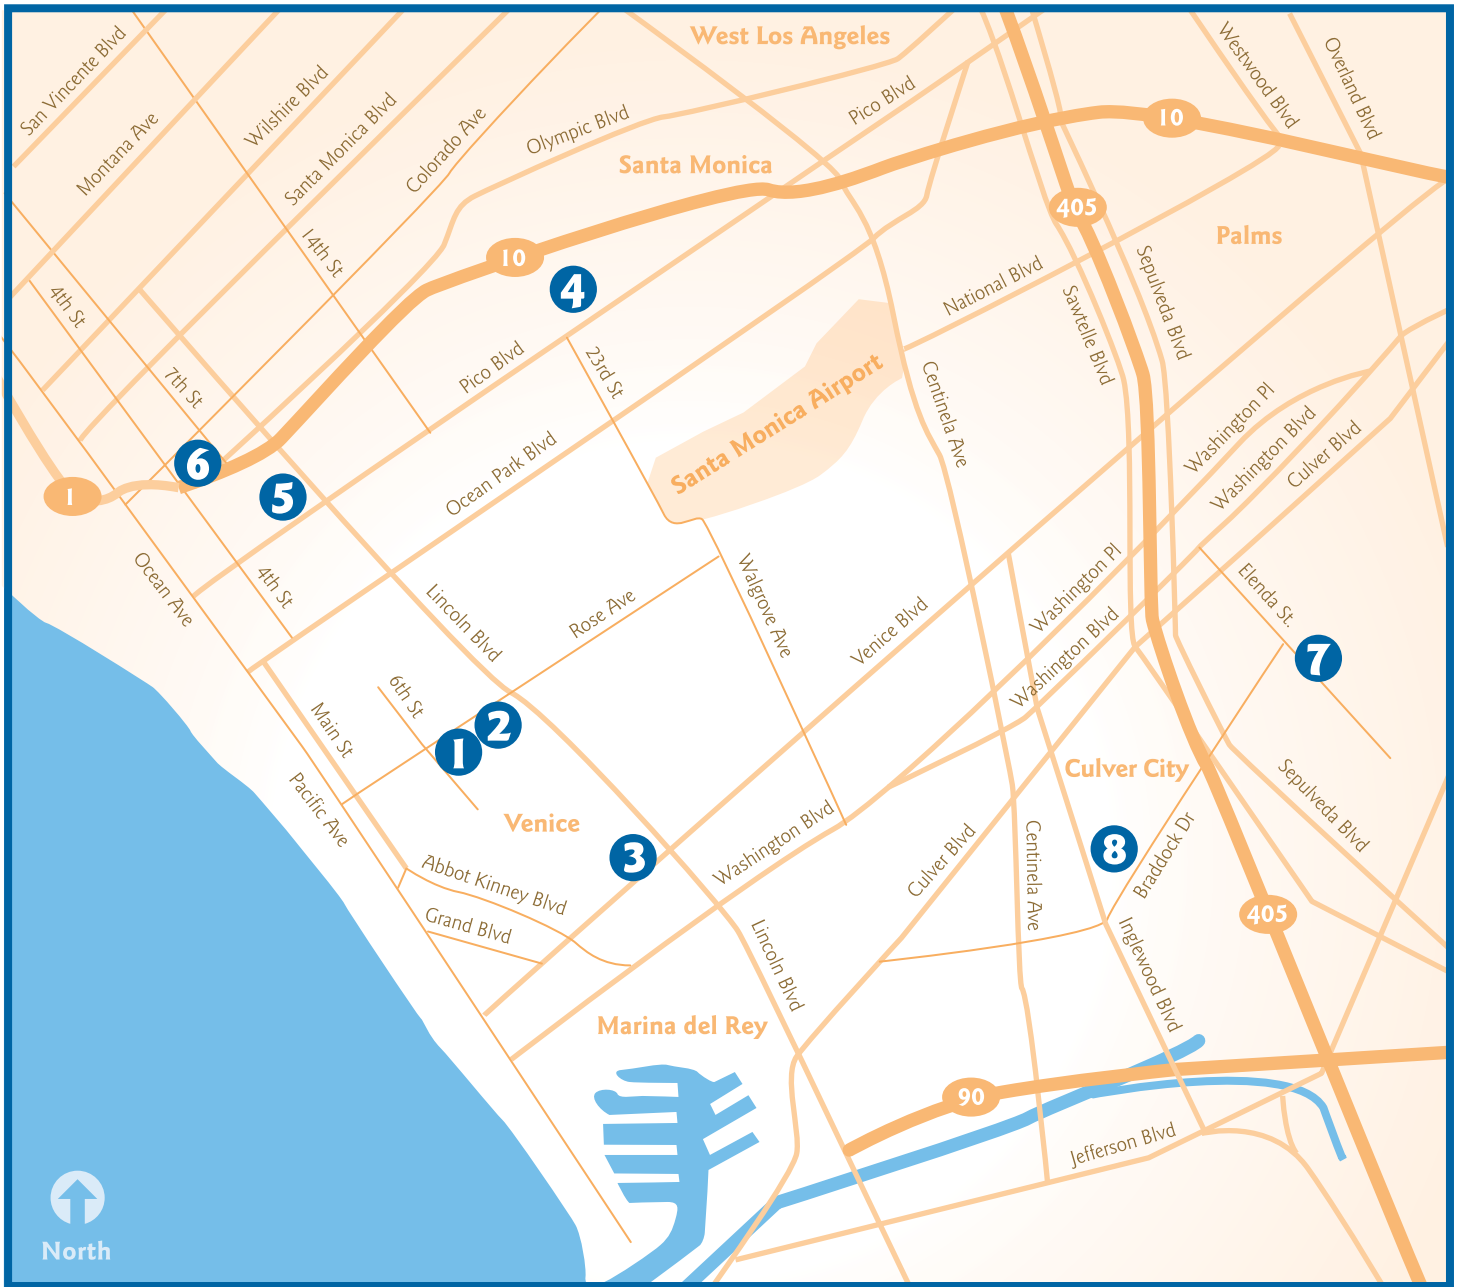 West Los Angeles
San Vincente Blvd
Montana Ave
Wilshire Blvd
Santa Monica Blvd
Colorado Ave
Olympic Blvd
Pico Blvd
Westwood Blvd
Overland Blvd
10
Santa Monica
405
Palms
14th St
10
4
4th St
National Blvd
Sawtelle Blvd
Sepulveda Blvd
7th St
Pico Blvd
23rd St
Santa Monica Airport
Centinela Ave
Washington Pl
Washington Blvd
Culver Blvd
6
5
1
Ocean Park Blvd
Ocean Ave
4th St
Lincoln Blvd
Rose Ave
Walgrove Ave
Venice Blvd
Washington Pl
Washington Blvd
Elenda St.
7
Main St
6th St
2
1
Pacific Ave
Venice
3
Washington Blvd
Culver City
Sepulveda Blvd
Abbot Kinney Blvd
Grand Blvd
Culver Blvd
Centinela Ave
8
Braddock Dr
405
Lincoln Blvd
Inglewood Blvd
Marina del Rey
90
Jefferson Blvd
North